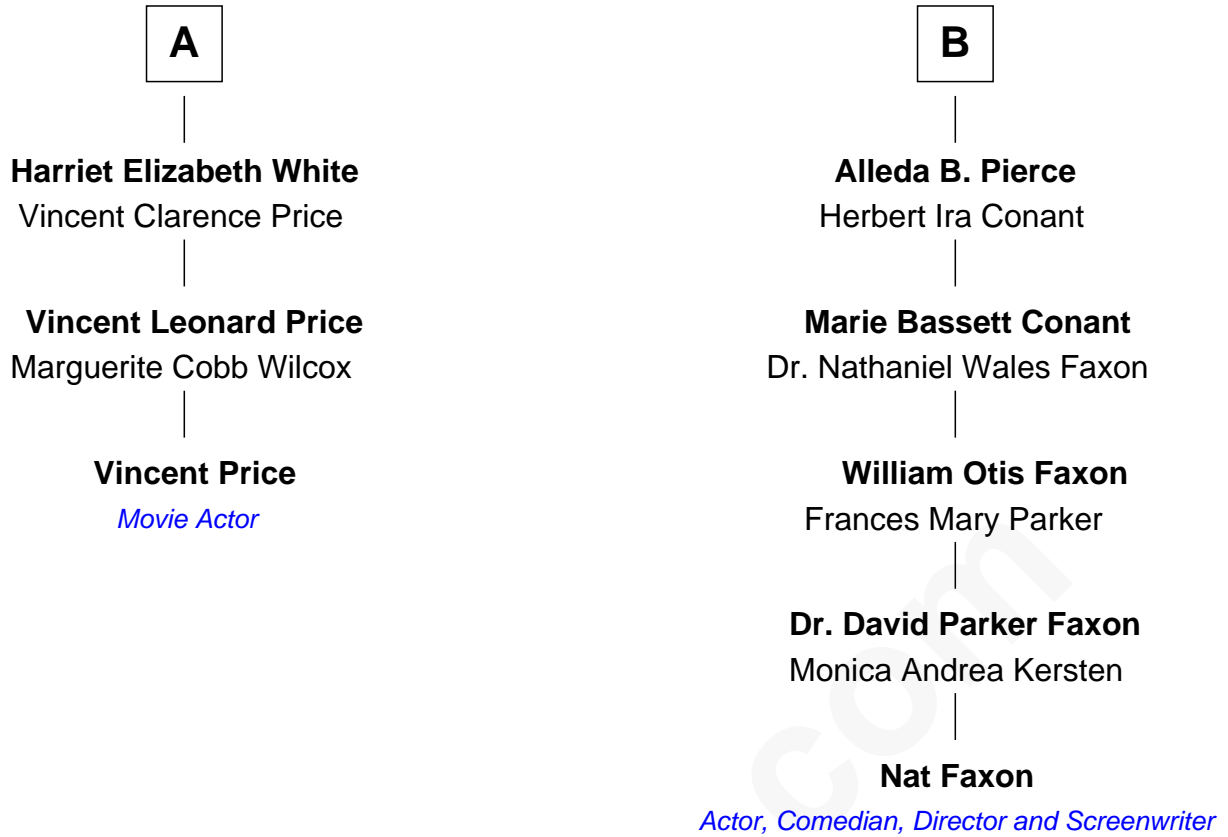 A
Harriet Elizabeth White
Vincent Clarence Price
Vincent Leonard Price
Marguerite Cobb Wilcox
Vincent Price
Movie Actor
B
Alleda B. Pierce
Herbert Ira Conant
Marie Bassett Conant
Dr. Nathaniel Wales Faxon
William Otis Faxon
Frances Mary Parker
Dr. David Parker Faxon
Monica Andrea Kersten
Nat Faxon
Actor, Comedian, Director and Screenwriter
com